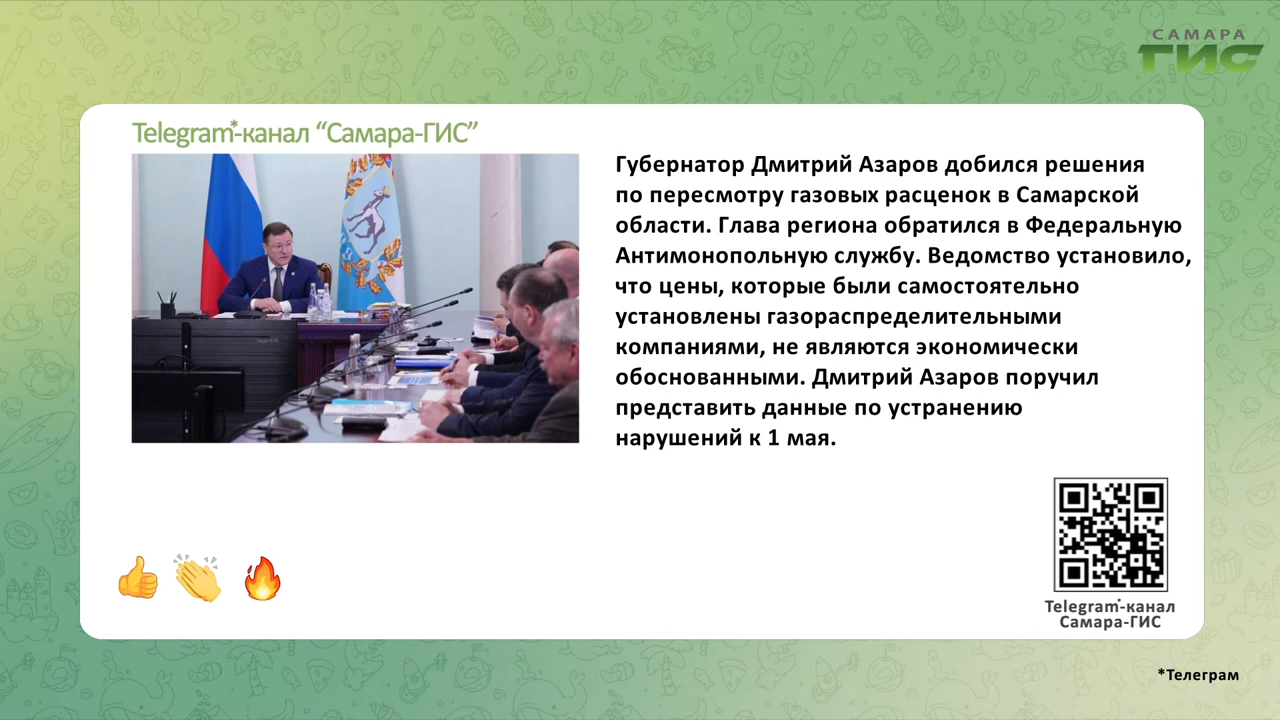 САМАРА
ГИС
Telegram*-канал “Самара-ГИС”
Губернатор Дмитрий Азаров добился решения
по пересмотру газовых расценок в Самарской
области. Глава региона обратился в Федеральную
Антимонопольную службу. Ведомство установило,
что цены, которые были самостоятельно
установлены газораспределительными
компаниями, не являются экономически
обоснованными. Дмитрий Азаров поручил
представить данные по устранению
нарушений к 1 мая.
Telegram*-канал
Самара-ГИС
*Телеграм